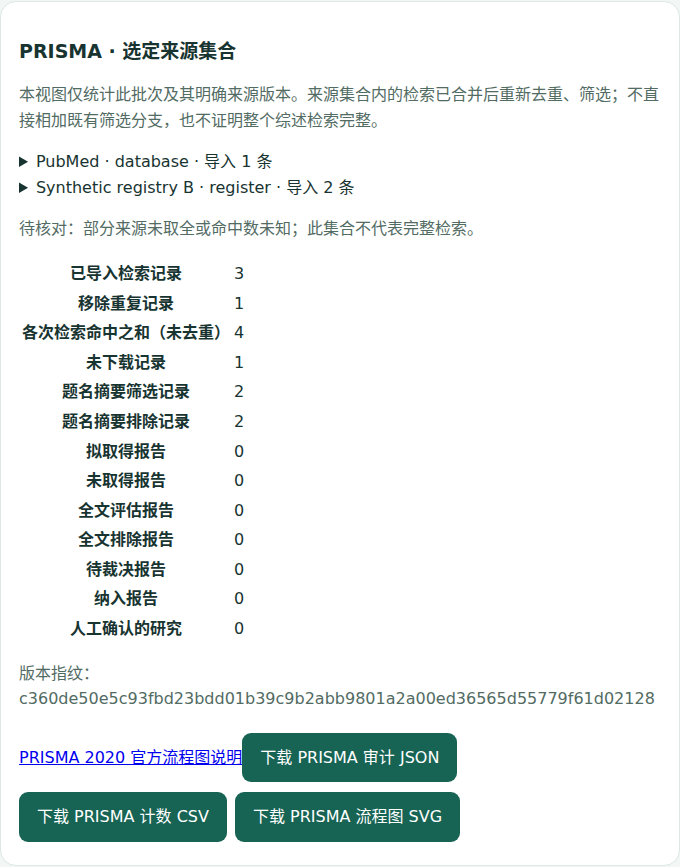 PRISMA · 选定来源集合
本视图仅统计此批次及其明确来源版本。来源集合内的检索已合并后重新去重、筛选；不直
接相加既有筛选分支，也不证明整个综述检索完整。
▶ PubMed · database · 导入 1 条
▶ Synthetic registry B · register · 导入 2 条
待核对：部分来源未取全或命中数未知；此集合不代表完整检索。
已导入检索记录 3
移除重复记录 1
各次检索命中之和（未去重） 4
未下载记录 1
题名摘要筛选记录 2
题名摘要排除记录 2
拟取得报告 0
未取得报告 0
全文评估报告 0
全文排除报告 0
待裁决报告 0
纳入报告 0
人工确认的研究 0
版本指纹：
c360de50e5c93fbd23bdd01b39c9b2abb9801a2a00ed36565d55779f61d02128
PRISMA 2020 官方流程图说明 下载 PRISMA 审计 JSON
下载 PRISMA 计数 CSV 下载 PRISMA 流程图 SVG